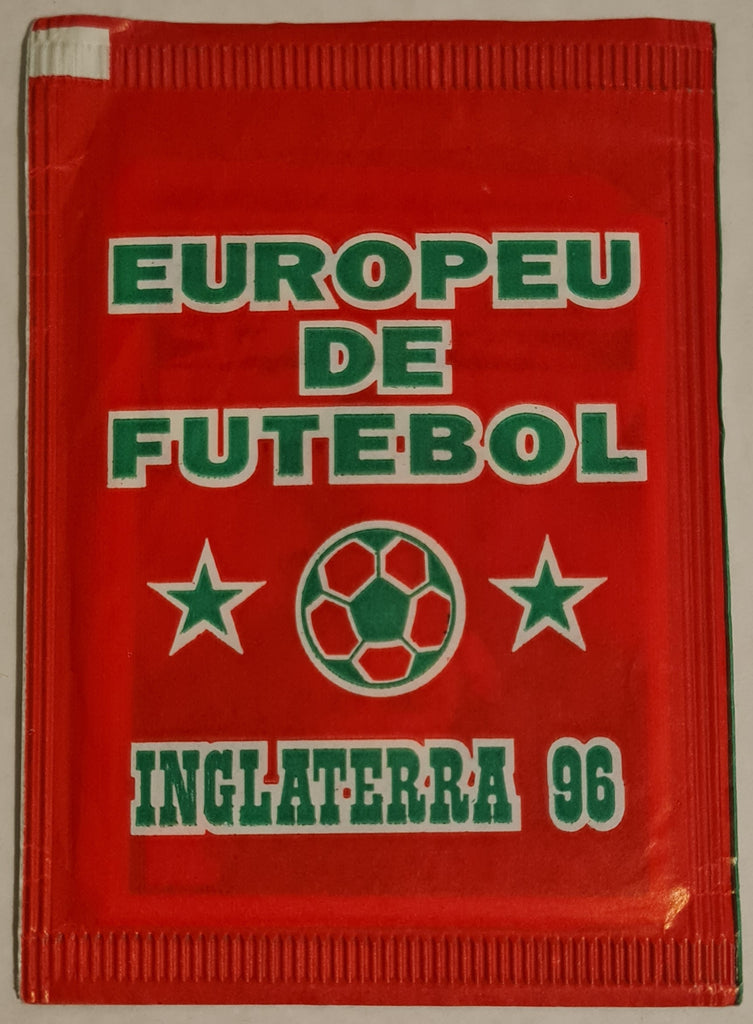 EUROPEU
DE
FUTEBOL
INGLATERRA 96